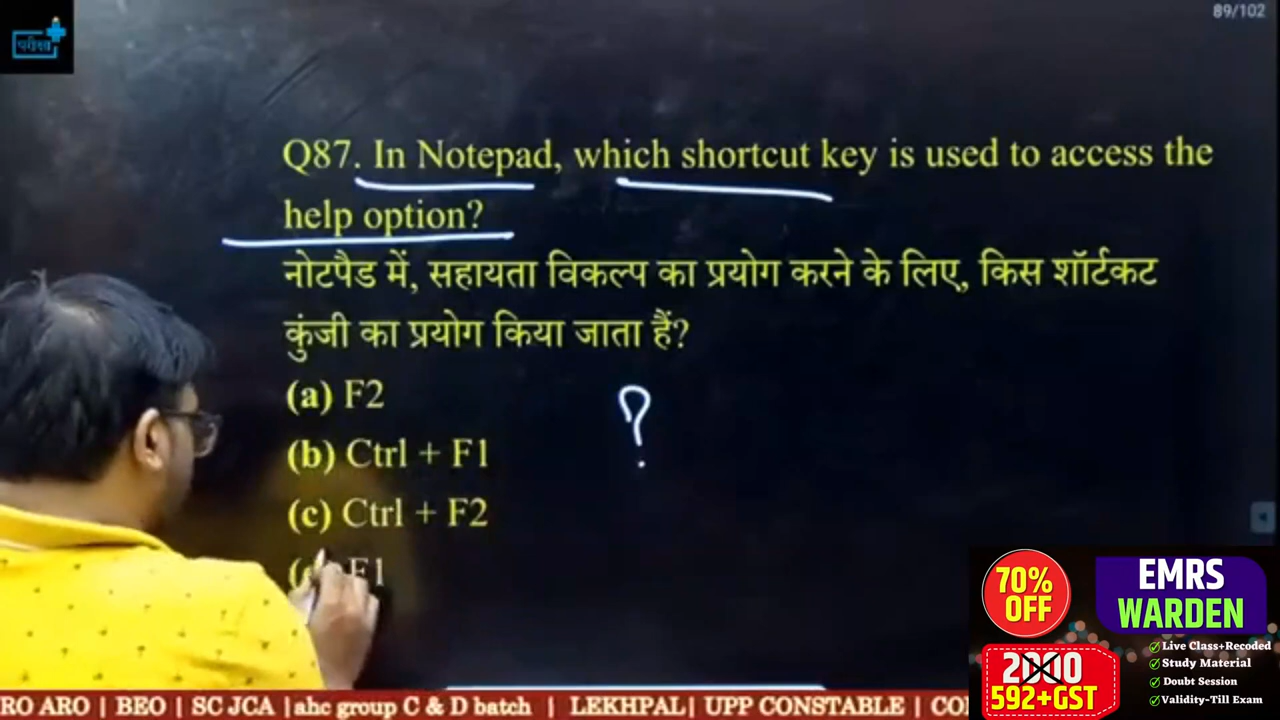 89/102
परीक्षा
Q87. In Notepad, which shortcut key is used to access the
help option?
नोटपैड में, सहायता विकल्प का प्रयोग करने के लिए, किस शॉर्टकट
कुंजी का प्रयोग किया जाता हैं?
(a) F2
(b) Ctrl + F1
(c) Ctrl + F2
F1
?
70%
OFF
EMRS
WARDEN
2000
592+GST
Live Class+Recoded
Study Material
Doubt Session
Validity-Till Exam
RO ARO | BEO | SC JCA | ahc group C & D batch | LEKHPAL| UPP CONSTABLE |